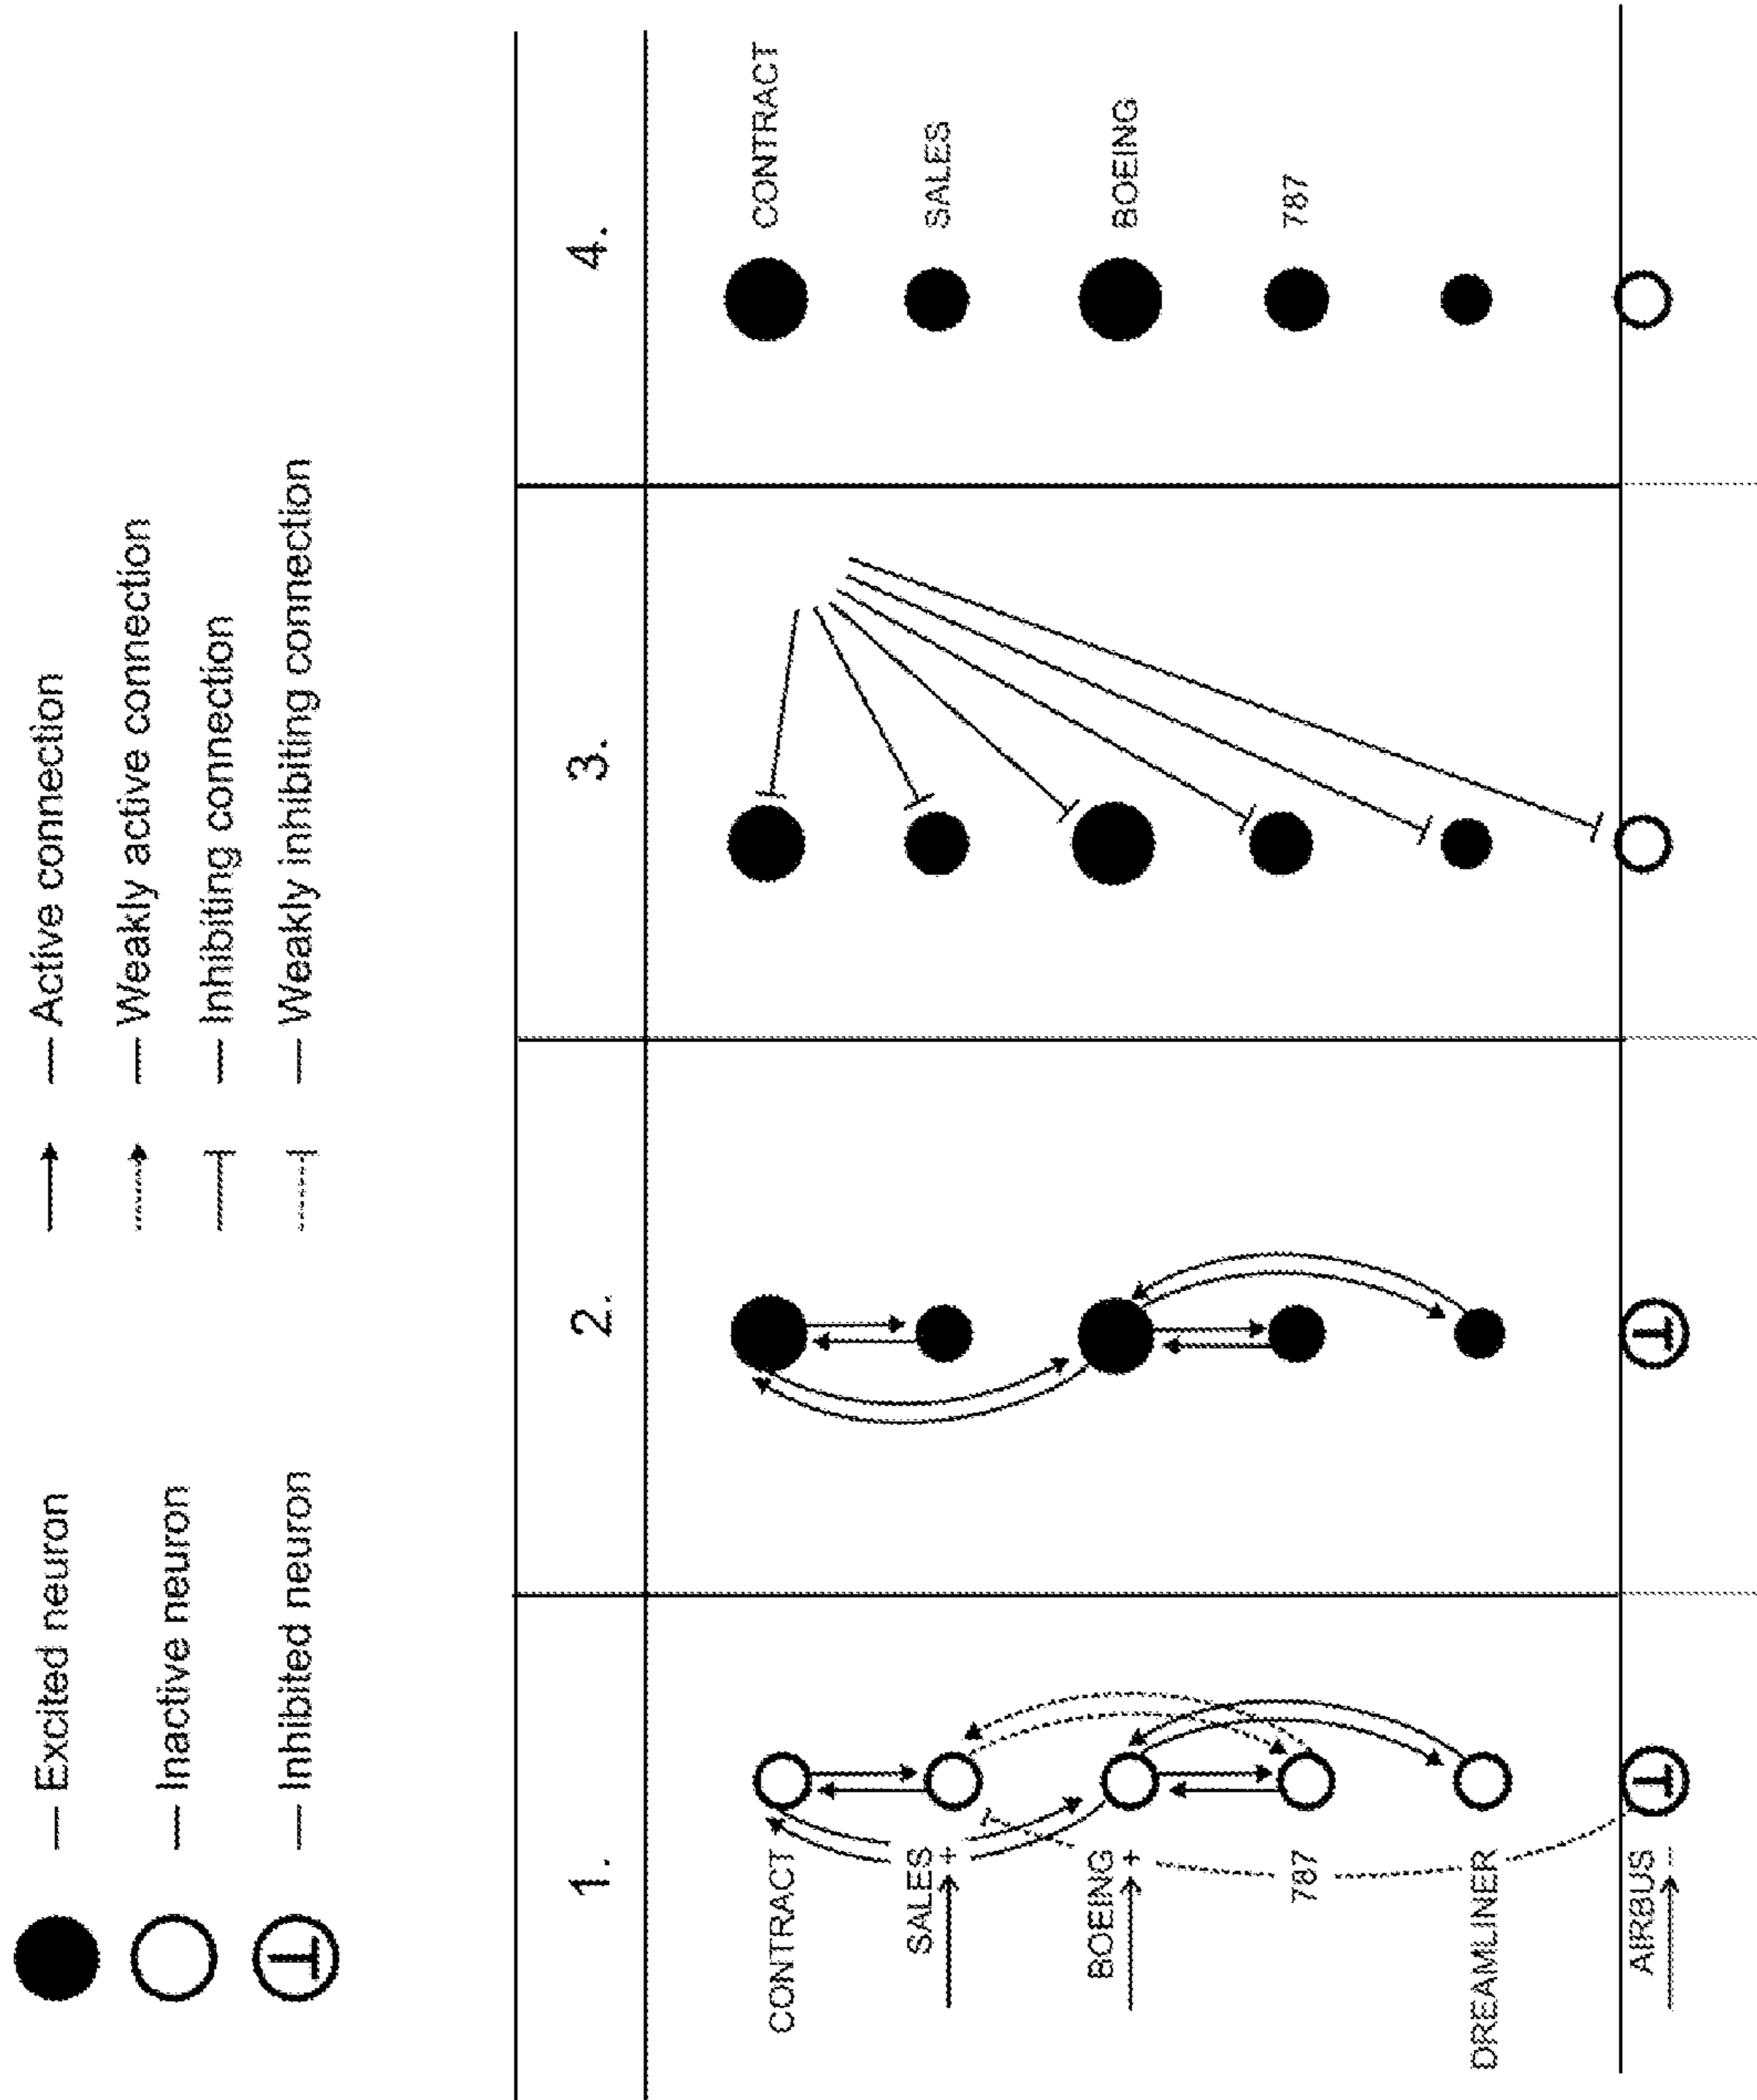 — Excited neuron
— Inactive neuron
T — Inhibited neuron
— Active connection
— Weakly active connection
— Inhibiting connection
— Weakly inhibiting connection
1.
2.
3.
4.
CONTRACT
SALES +
BOEING +
787
DREAMLINER
AIRBUS −
T
T
CONTRACT
SALES
BOEING
787